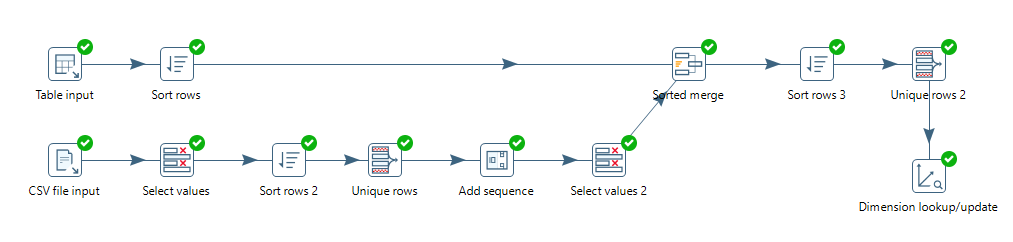 Table input
Sort rows
Sorted merge
Sort rows 3
Unique rows 2
CSV file input
Select values
Sort rows 2
Unique rows
Add sequence
Select values 2
Dimension lookup/update